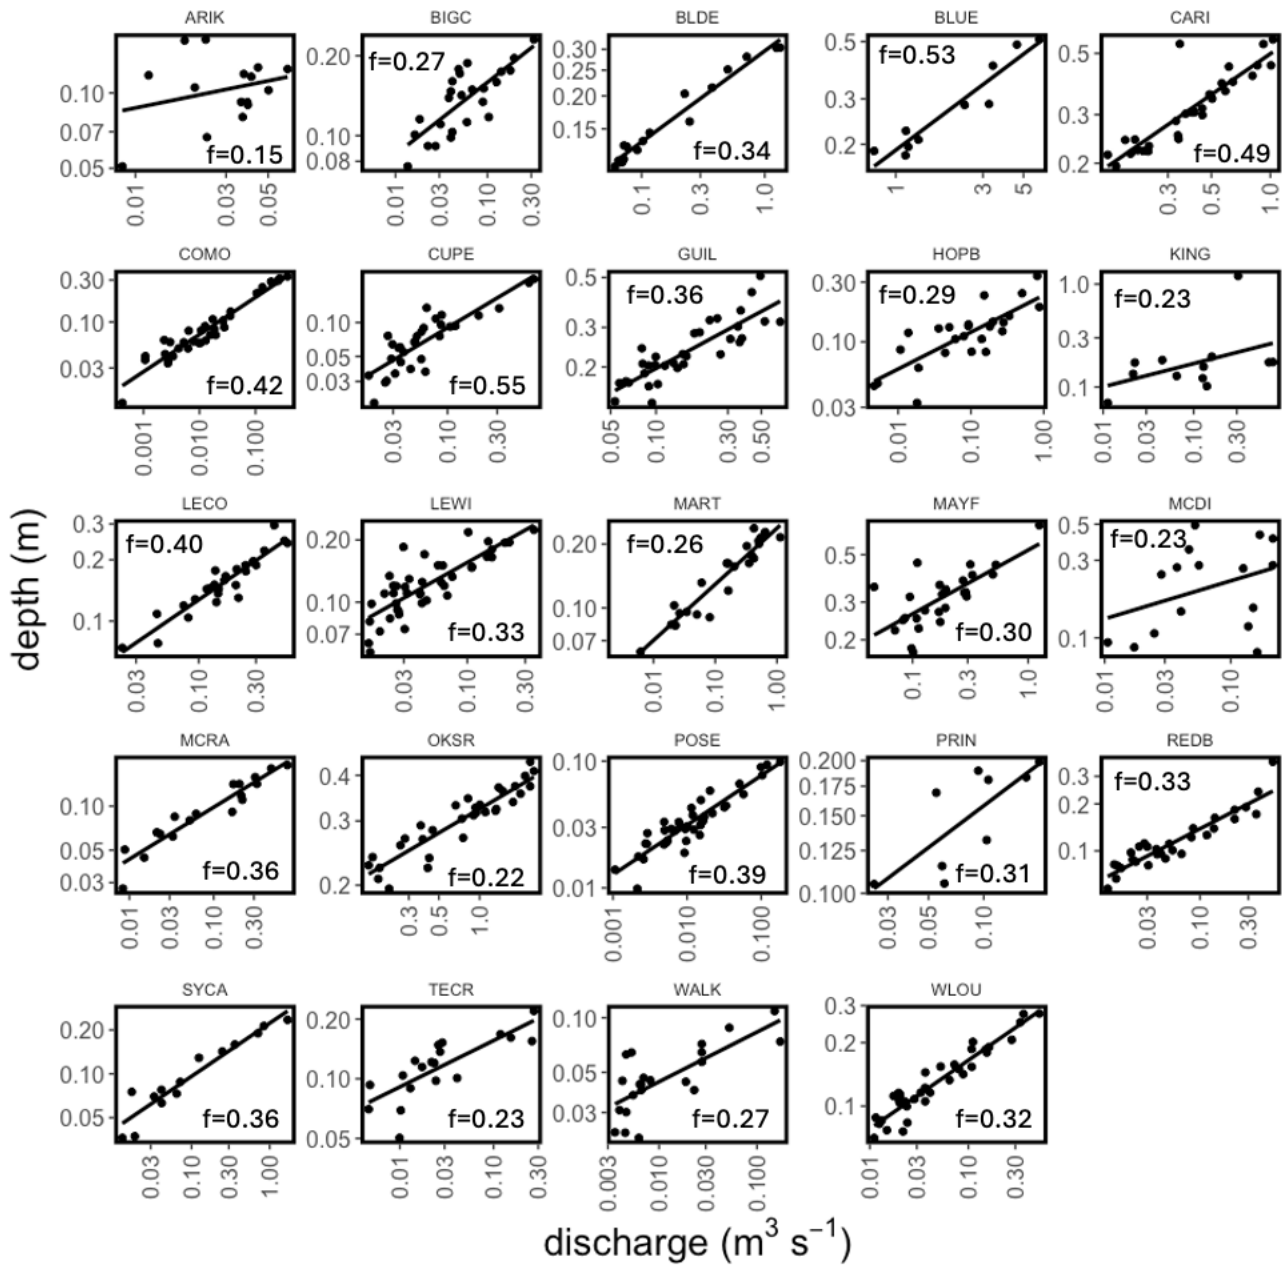 ARIK BIGC BLDE BLUE CARI
0.10 0.07 0.05 f=0.15 0.01 0.03 0.05
0.20 0.10 0.08 f=0.27 0.01 0.03 0.10 0.30
0.30 0.25 0.20 0.15 f=0.34 0.1 0.3 1.0
0.5 0.3 0.2 f=0.53 1 3 5
0.5 0.3 0.2 f=0.49 0.3 0.5 1.0
COMO CUPE GUIL HOPB KING
0.30 0.10 0.03 f=0.42 0.001 0.010 0.100
0.10 0.05 0.03 f=0.55 0.03 0.10 0.30
0.5 0.3 0.2 f=0.36 0.05 0.10 0.30 0.50
0.30 0.10 0.03 f=0.29 0.01 0.10 1.00
1.0 0.3 0.1 f=0.23 0.01 0.03 0.10 0.30
depth (m)
LECO LEWI MART MAYF MCDI
0.3 0.2 0.1 f=0.40 0.03 0.10 0.30
0.20 0.10 0.07 f=0.33 0.03 0.10 0.30
0.20 0.10 0.07 f=0.26 0.01 0.10 1.00
0.5 0.3 0.2 f=0.30 0.1 0.3 1.0
0.5 0.3 0.1 f=0.23 0.01 0.03 0.10
MCRA OKSR POSE PRIN REDB
0.10 0.05 0.03 f=0.36 0.01 0.03 0.10 0.30
0.4 0.3 0.2 f=0.22 0.3 0.5 1.0
0.10 0.03 0.01 f=0.39 0.001 0.010 0.100
0.200 0.175 0.150 0.125 0.100 f=0.31 0.03 0.05 0.10
0.3 0.2 0.1 f=0.33 0.03 0.10 0.30
SYCA TECR WALK WLOU
0.20 0.10 0.05 f=0.36 0.03 0.10 0.30 1.00
0.20 0.10 0.05 f=0.23 0.01 0.03 0.10 0.30
0.10 0.05 0.03 f=0.27 0.003 0.010 0.030 0.100
0.3 0.2 0.1 f=0.32 0.01 0.03 0.10 0.30
discharge (m³ s⁻¹)